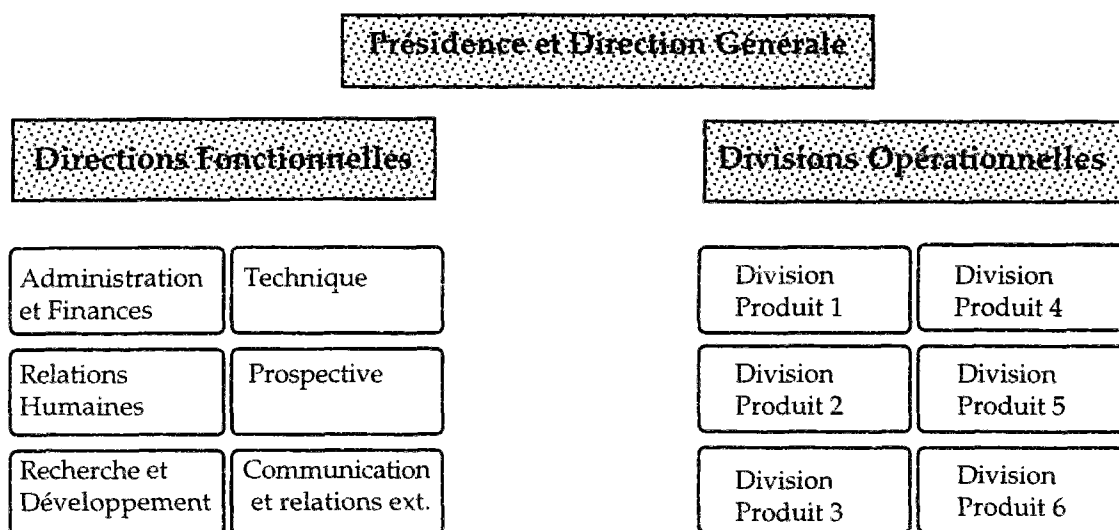 Présidence et Direction Générale
Directions Fonctionnelles
Divisions Opérationnelles
Administration
et Finances
Technique
Relations
Humaines
Prospective
Recherche et
Développement
Communication
et relations ext.
Division
Produit 1
Division
Produit 4
Division
Produit 2
Division
Produit 5
Division
Produit 3
Division
Produit 6